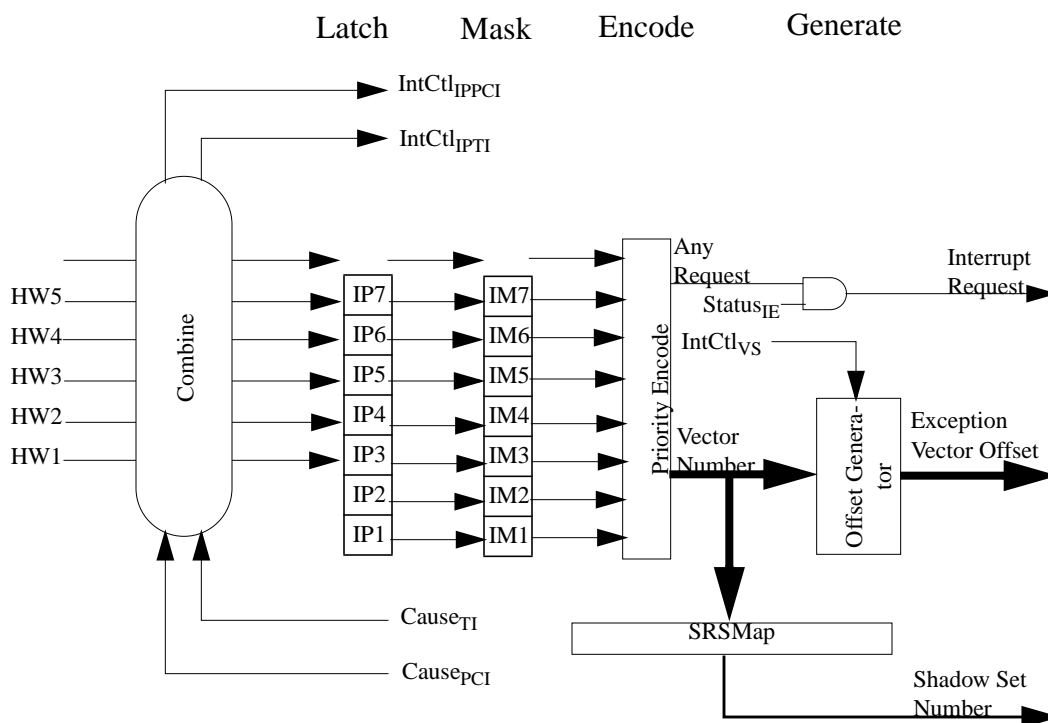 Latch Mask Encode Generate
IntCtlIPPCI
IntCtlIPTI
Combine
HW5
HW4
HW3
HW2
HW1
IP7
IP6
IP5
IP4
IP3
IP2
IP1
IM7
IM6
IM5
IM4
IM3
IM2
IM1
Priority Encode
Any
Request
StatusIE
Interrupt
Request
IntCtlVS
Vector
Number
Offset Genera-
tor
Exception
Vector Offset
CauseTI
CausePCI
SRSMap
Shadow Set
Number